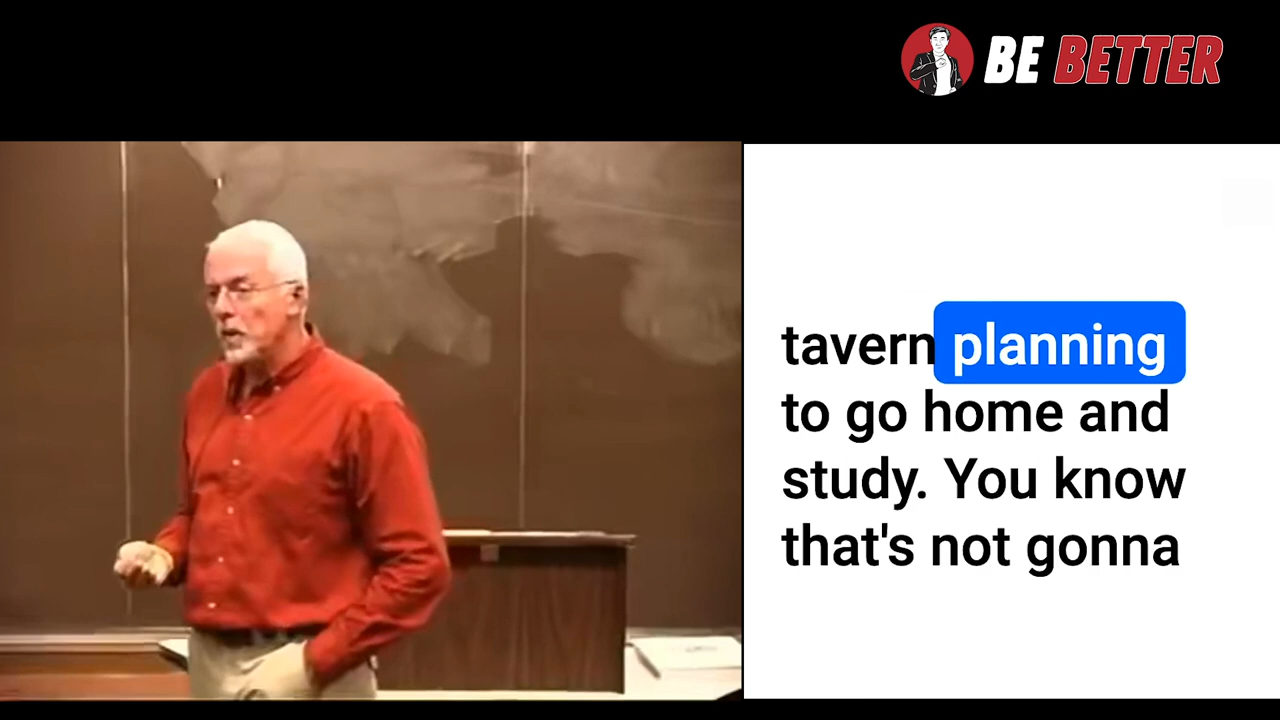 BE BETTER
tavern planning
to go home and
study. You know
that's not gonna